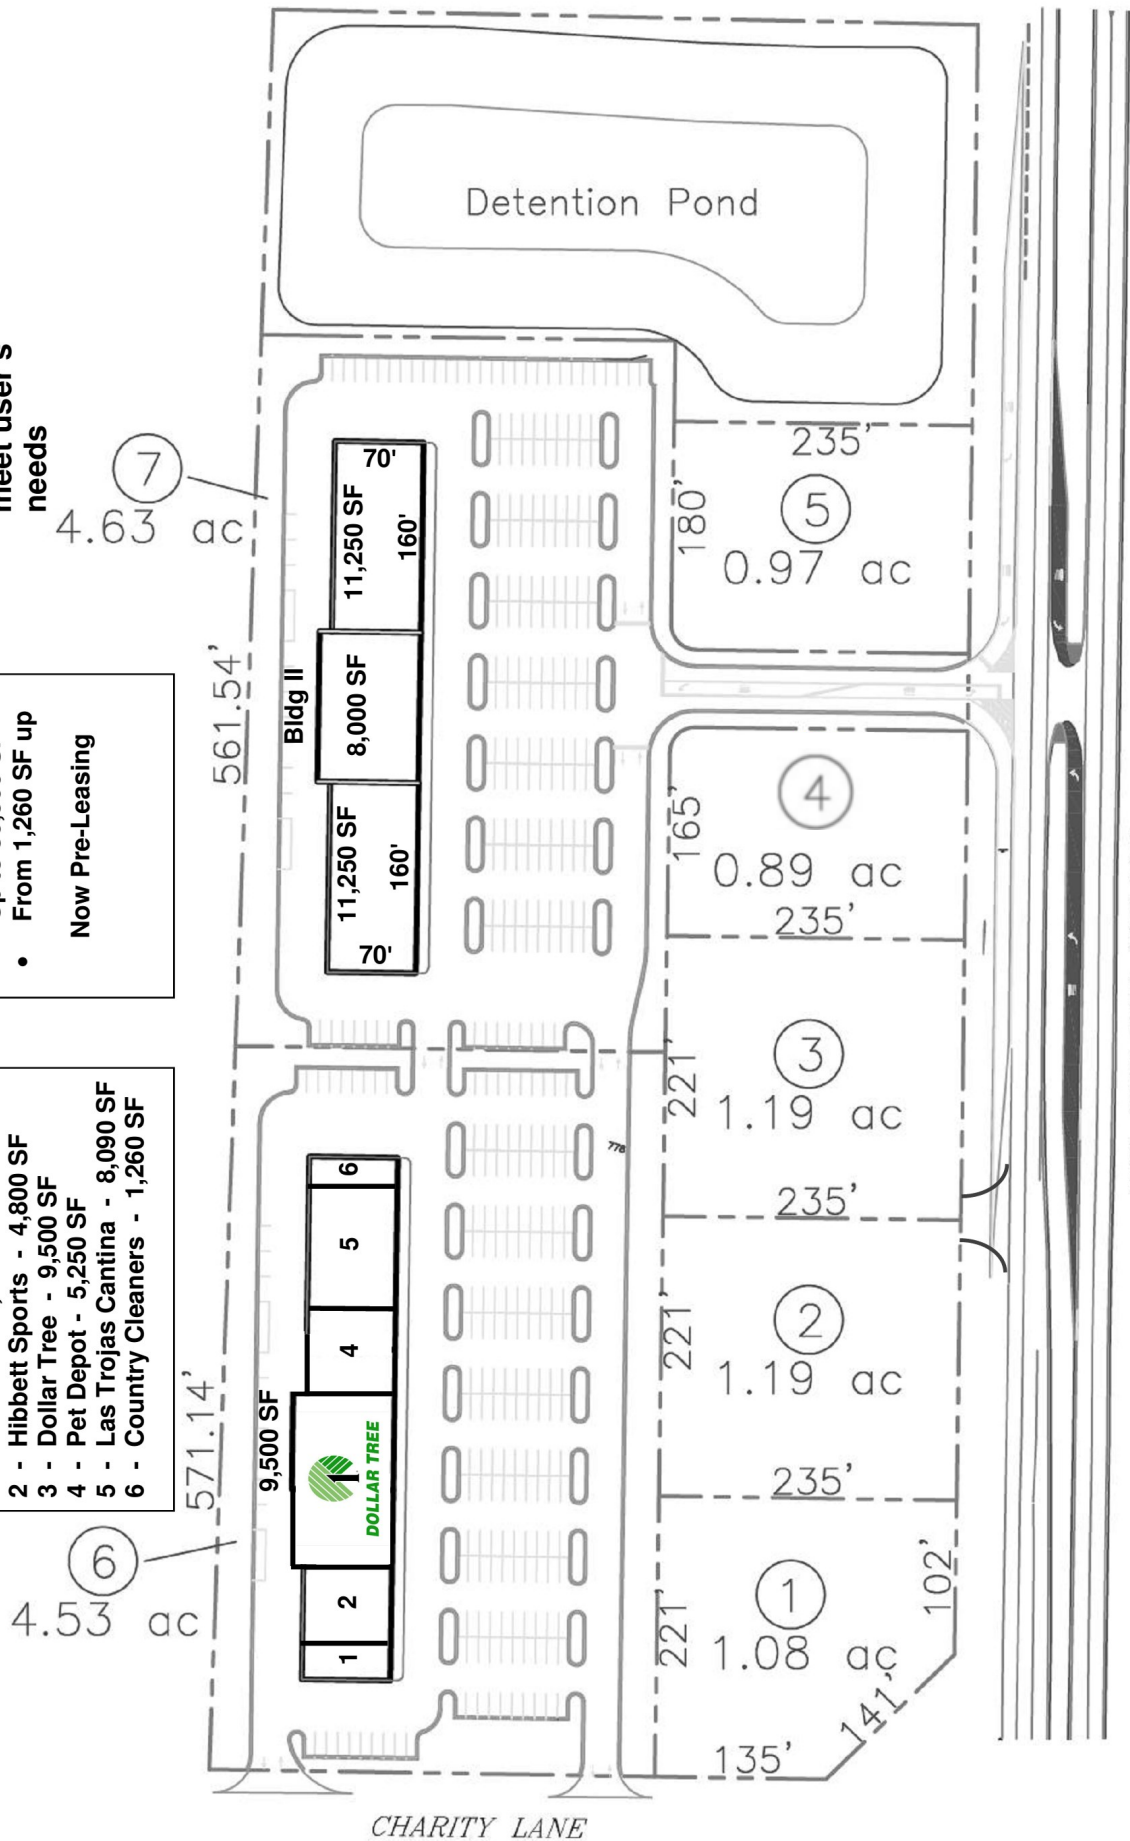 meet user's
needs
• From 1,260 SF up
Now Pre-Leasing
2 - Hibbett Sports - 4,800 SF
3 - Dollar Tree - 9,500 SF
4 - Pet Depot - 5,250 SF
5 - Las Trojas Cantina - 8,090 SF
6 - Country Cleaners - 1,260 SF
Detention Pond
7
4.63 ac
561.54'
Bldg II
70'
11,250 SF
160'
8,000 SF
11,250 SF
160'
70'
235'
180'
5
0.97 ac
4
165'
0.89 ac
235'
3
221'
1.19 ac
235'
2
221'
1.19 ac
235'
1
221'
1.08 ac
102'
141'
135'
778
6
4.53 ac
571.14'
9,500 SF
6
5
4
DOLLAR TREE
2
1
CHARITY LANE